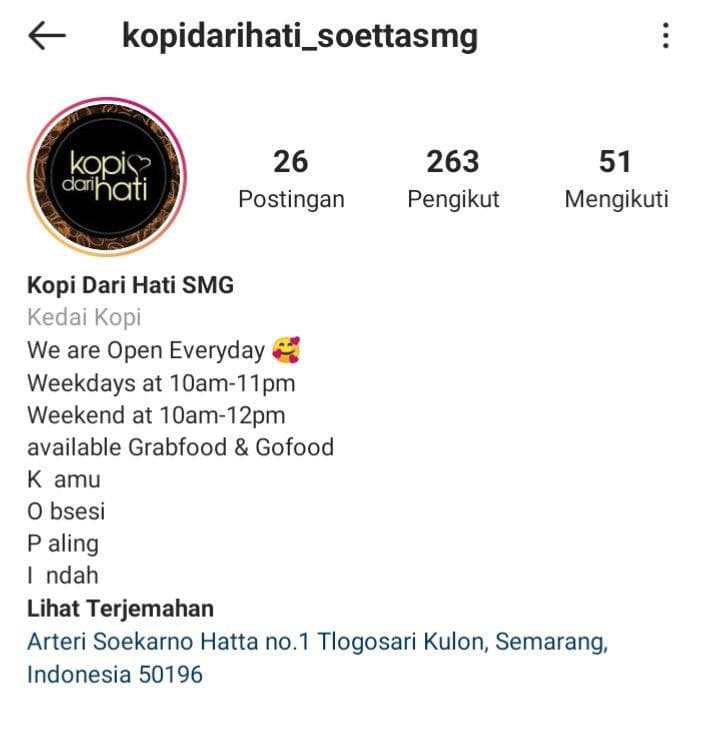 kopidarihati_soettasmg
kopi
darihati
26
263
51
Postingan
Pengikut
Mengikuti
Kopi Dari Hati SMG
Kedai Kopi
We are Open Everyday 🥰
Weekdays at 10am-11pm
Weekend at 10am-12pm
available Grabfood & Gofood
K amu
O bsesi
P aling
I ndah
Lihat Terjemahan
Arteri Soekarno Hatta no.1 Tlogosari Kulon, Semarang,
Indonesia 50196